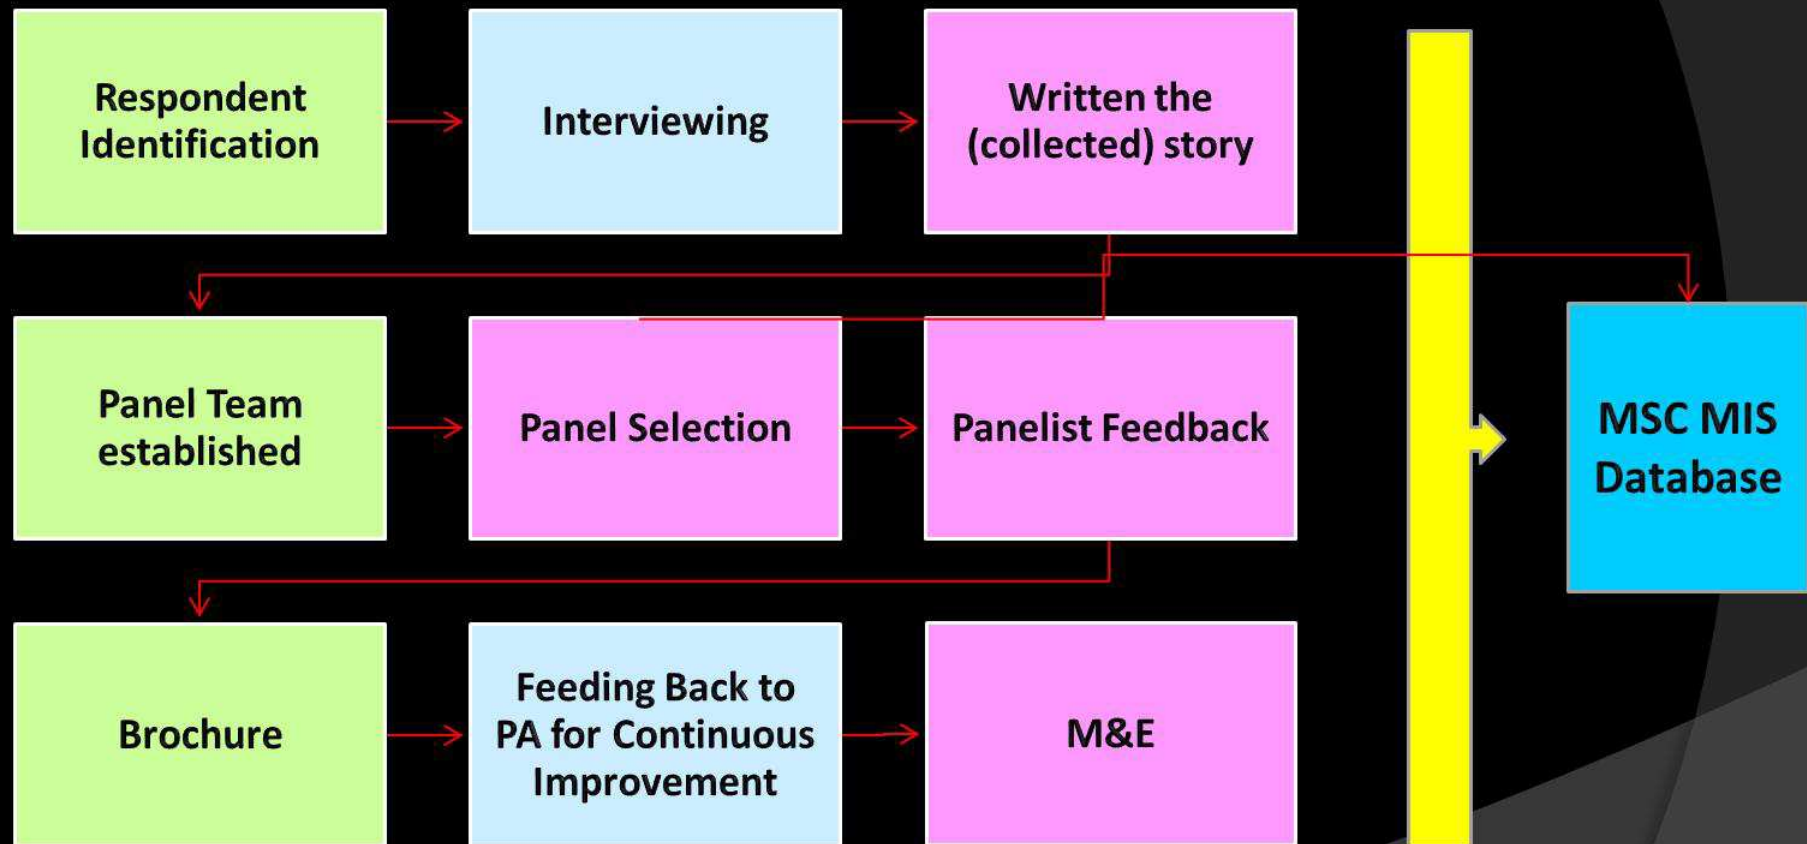 Respondent
Identification
Interviewing
Written the
(collected) story
Panel Team
established
Panel Selection
Panelist Feedback
MSC MIS
Database
Brochure
Feeding Back to
PA for Continuous
Improvement
M&E